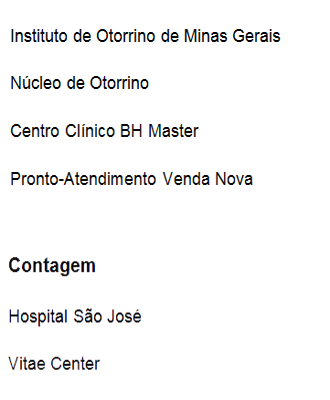 Instituto de Otorrino de Minas Gerais
Núcleo de Otorrino
Centro Clínico BH Master
Pronto-Atendimento Venda Nova
Contagem
Hospital São José
Vitae Center